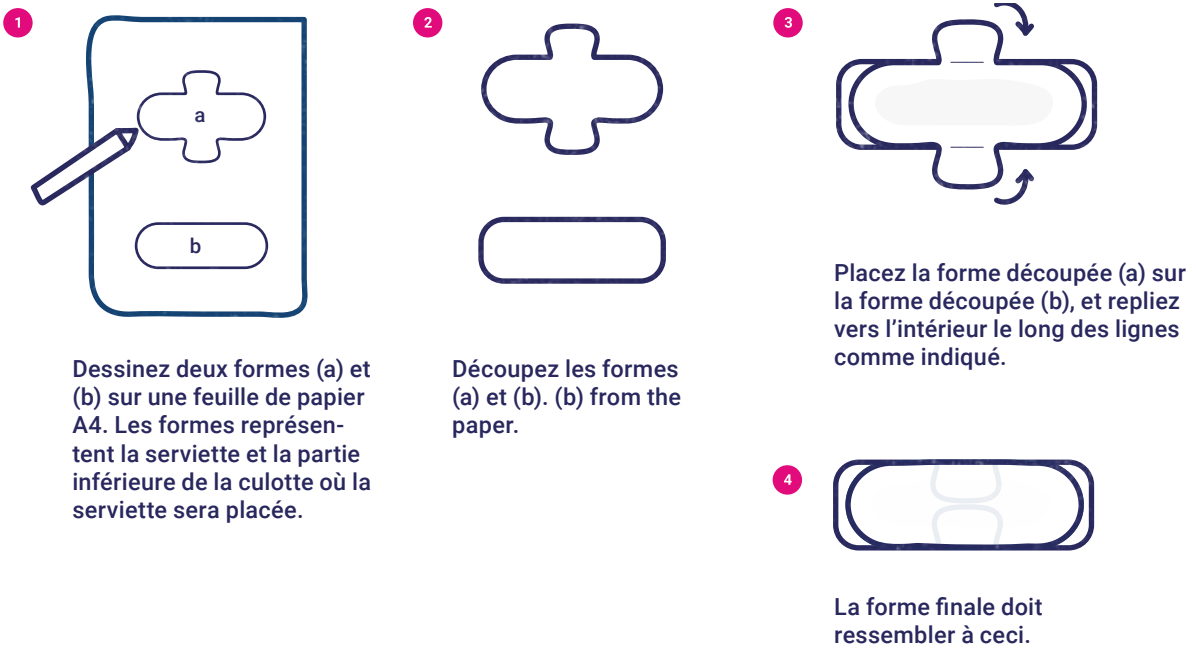 1
a
b
Dessinez deux formes (a) et
(b) sur une feuille de papier
A4. Les formes représen-
tent la serviette et la partie
inférieure de la culotte où la
serviette sera placée.
2
Découpez les formes
(a) et (b). (b) from the
paper.
3
Placez la forme découpée (a) sur
la forme découpée (b), et repliez
vers l’intérieur le long des lignes
comme indiqué.
4
La forme finale doit
ressembler à ceci.